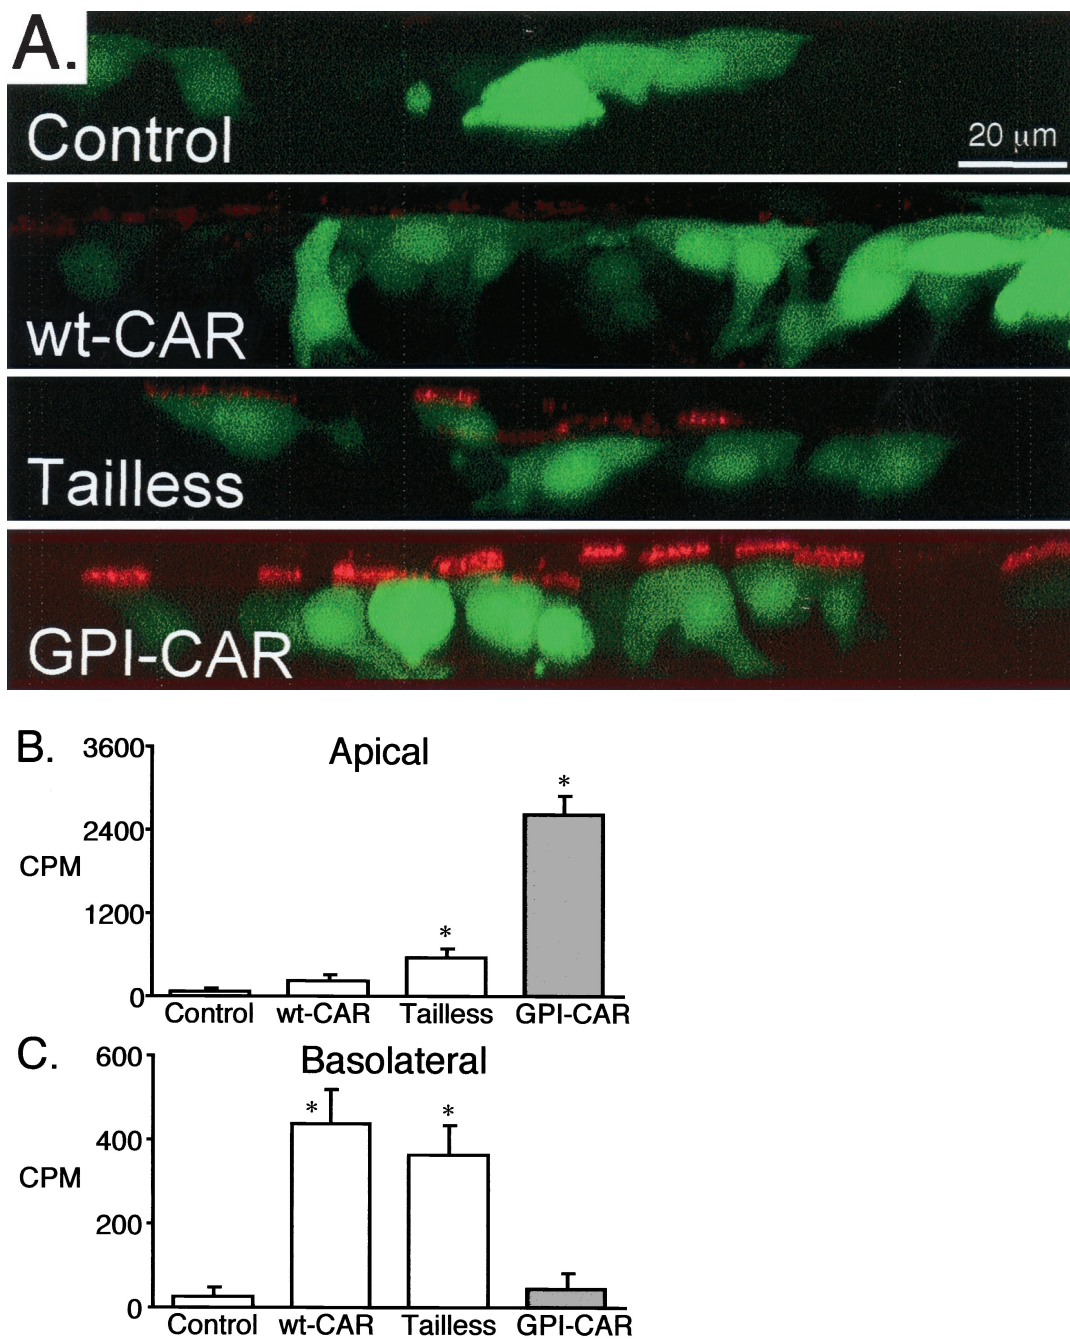 A.
Control
20 µm
wt-CAR
Tailless
GPI-CAR
B.
Apical
3600
2400
CPM
1200
0
*
*
Control wt-CAR Tailless GPI-CAR
C.
Basolateral
600
400
CPM
200
0
*
*
Control wt-CAR Tailless GPI-CAR